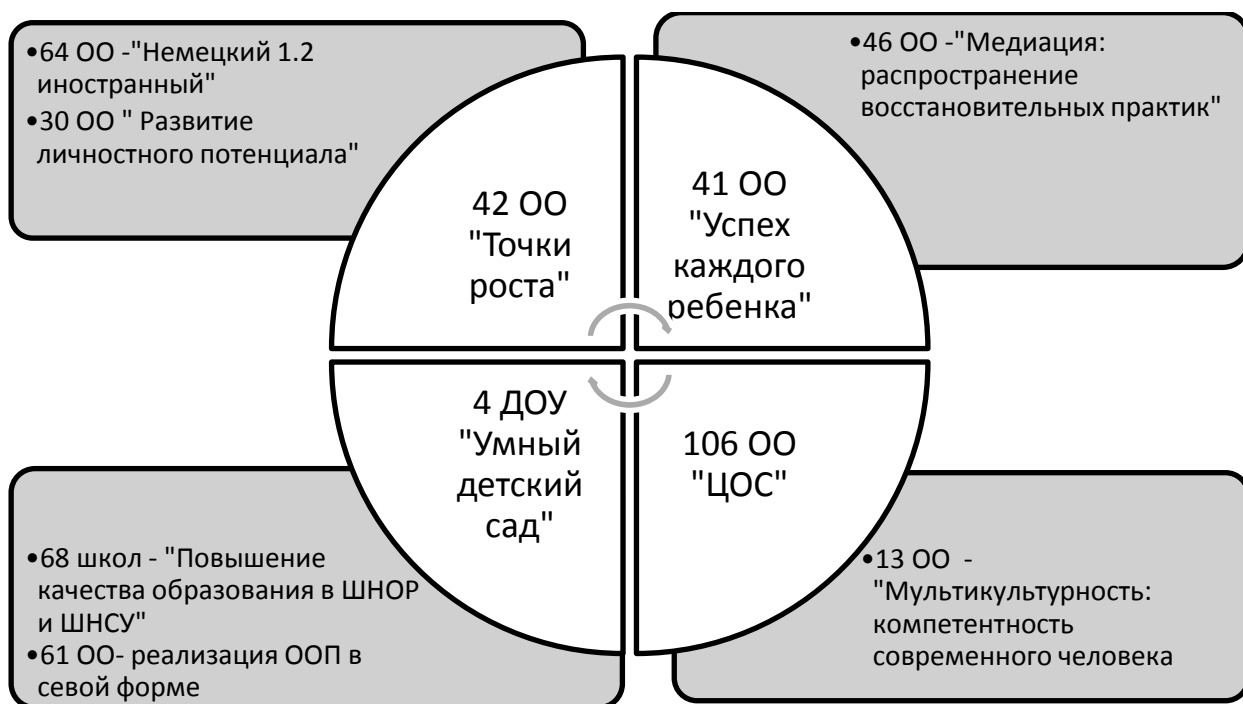 •64 ОО -"Немецкий 1.2
иностранный"
•30 ОО " Развитие
личностного потенциала"
•46 ОО -"Медиация:
распространение
восстановительных практик"
42 ОО
"Точки
роста"
41 ОО
"Успех
каждого
ребенка"
4 ДОУ
"Умный
детский
сад"
106 ОО
"ЦОС"
•68 школ - "Повышение
качества образования в ШНОР
и ШНСУ"
•61 ОО- реализация ООП в
севой форме
•13 ОО -
"Мультикультурность:
компетентность
современного человека